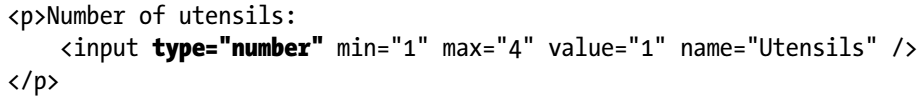 <p>Number of utensils:
<input type="number" min="1" max="4" value="1" name="Utensils" />
</p>